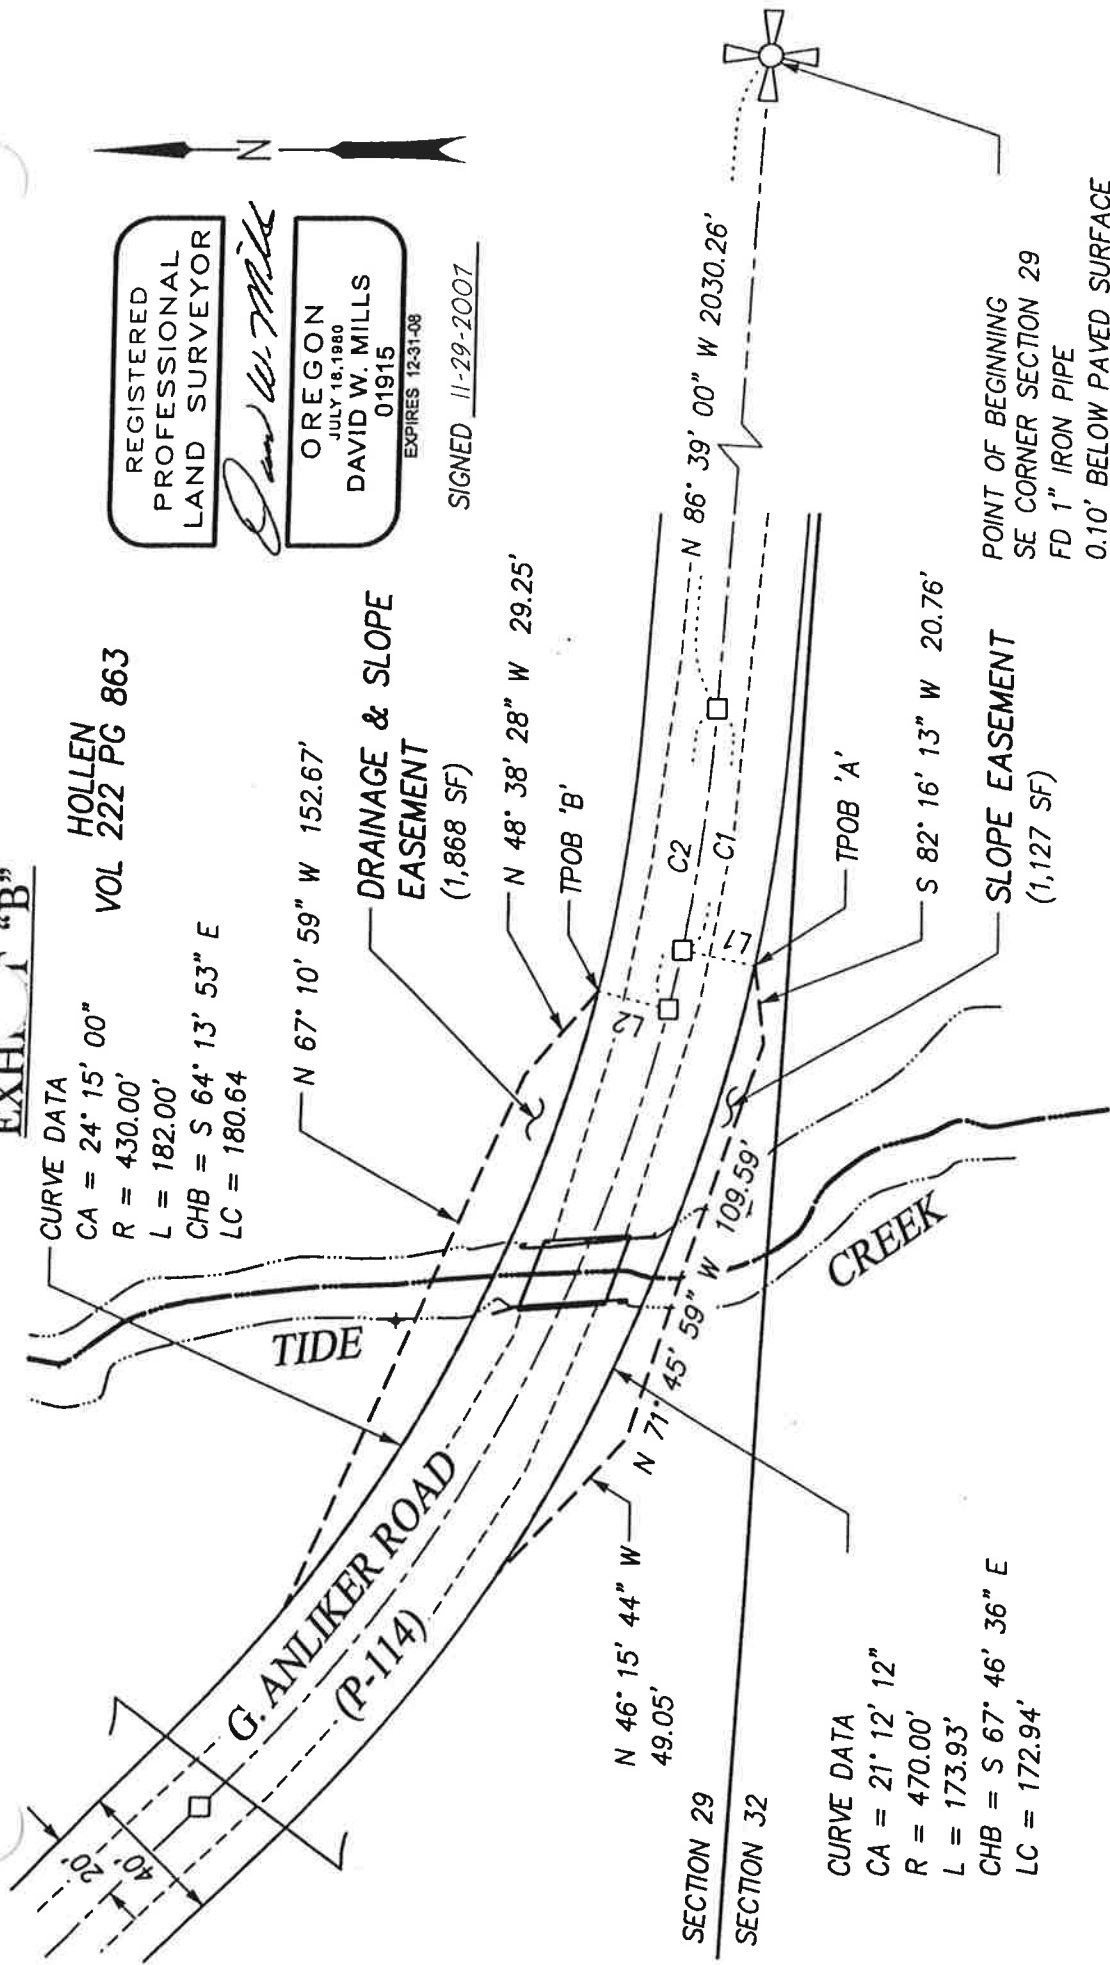 EXHIBIT "B"
HOLLEN
VOL 222 PG 863
CURVE DATA
CA = 24° 15' 00"
R = 430.00'
L = 182.00'
CHB = S 64° 13' 53" E
LC = 180.64
N 67° 10' 59" W 152.67'
DRAINAGE & SLOPE
EASEMENT
(1,868 SF)
N 48° 38' 28" W 29.25'
TPOB 'B'
REGISTERED
PROFESSIONAL
LAND SURVEYOR
David W. Mills
OREGON
JULY 18, 1980
DAVID W. MILLS
01915
EXPIRES 12-31-08
SIGNED 11-29-2007
N
20'
40'
G. ANLIKER ROAD
(P-114)
TIDE
CREEK
L2
L1
C2
C1
N 86° 39' 00" W 2030.26'
TPOB 'A'
S 82° 16' 13" W 20.76'
SLOPE EASEMENT
(1,127 SF)
N 71° 45' 59" W 109.59'
N 46° 15' 44" W
49.05'
SECTION 29
SECTION 32
CURVE DATA
CA = 21° 12' 12"
R = 470.00'
L = 173.93'
CHB = S 67° 46' 36" E
LC = 172.94'
POINT OF BEGINNING
SE CORNER SECTION 29
FD 1" IRON PIPE
0.10' BELOW PAVED SURFACE